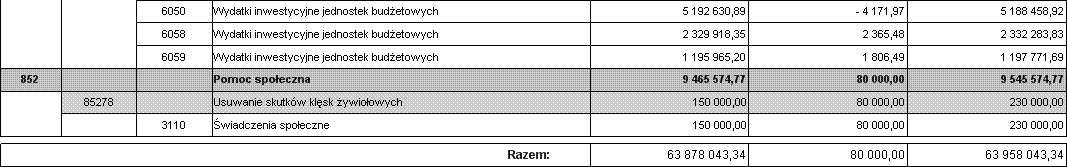 6050 Wydatki inwestycyjne jednostek budżetowych 5 192 630,89 - 4 171,97 5 188 458,92
6058 Wydatki inwestycyjne jednostek budżetowych 2 329 918,35 2 365,48 2 332 283,83
6059 Wydatki inwestycyjne jednostek budżetowych 1 195 965,20 1 806,49 1 197 771,69
852 Pomoc społeczna 9 465 574,77 80 000,00 9 545 574,77
85278 Usuwanie skutków klęsk żywiołowych 150 000,00 80 000,00 230 000,00
3110 Świadczenia społeczne 150 000,00 80 000,00 230 000,00
Razem: 63 878 043,34 80 000,00 63 958 043,34